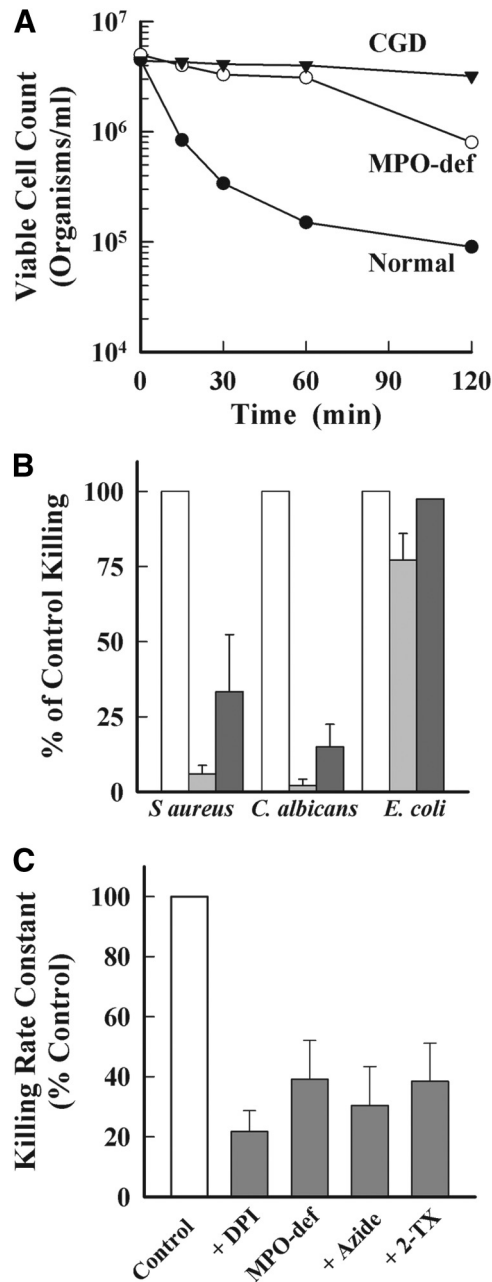 A
Viable Cell Count
(Organisms/ml)
10⁷
10⁶
10⁵
10⁴
CGD
MPO-def
Normal
0 30 60 90 120
Time (min)
B
% of Control Killing
100
75
50
25
0
S aureus C. albicans E. coli
C
Killing Rate Constant
(% Control)
100
80
60
40
20
0
Control
+ DPI
MPO-def
+ Azide
+ 2-TX